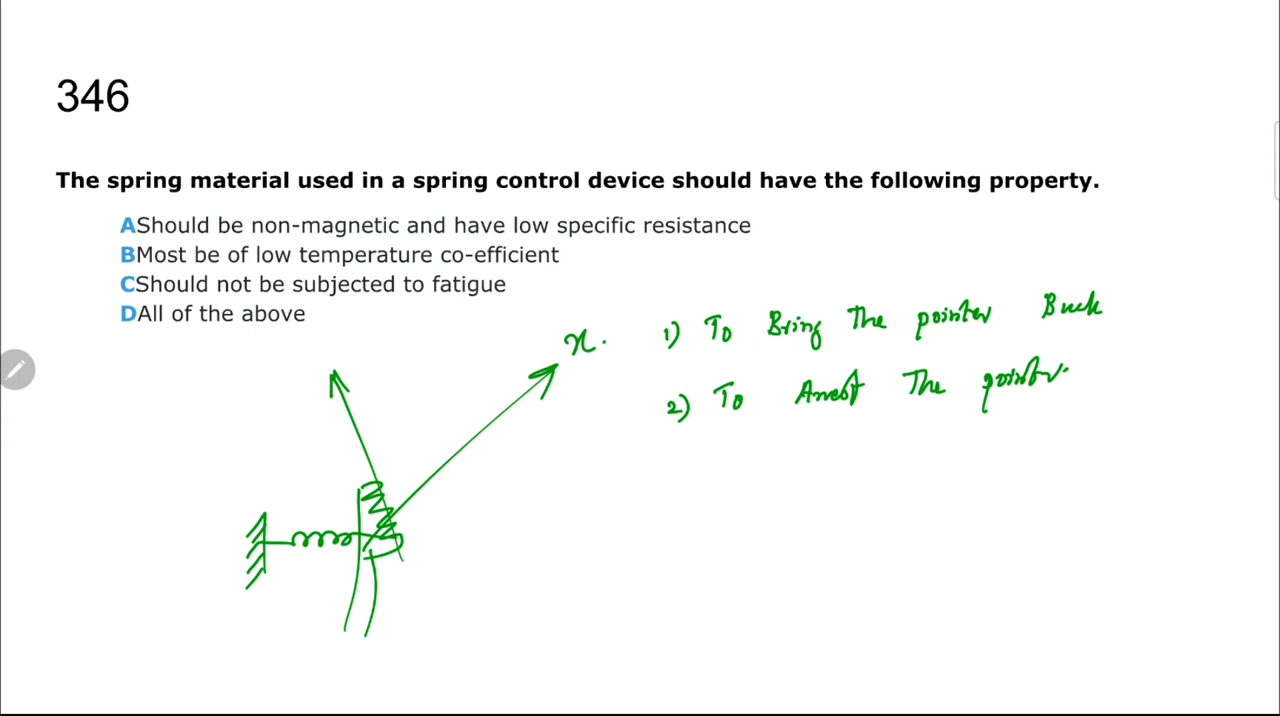 346
The spring material used in a spring control device should have the following property.
AShould be non-magnetic and have low specific resistance
BMost be of low temperature co-efficient
CShould not be subjected to fatigue
DAll of the above
x.
1) To Bring The pointer Back
2) To Arrest The pointer.